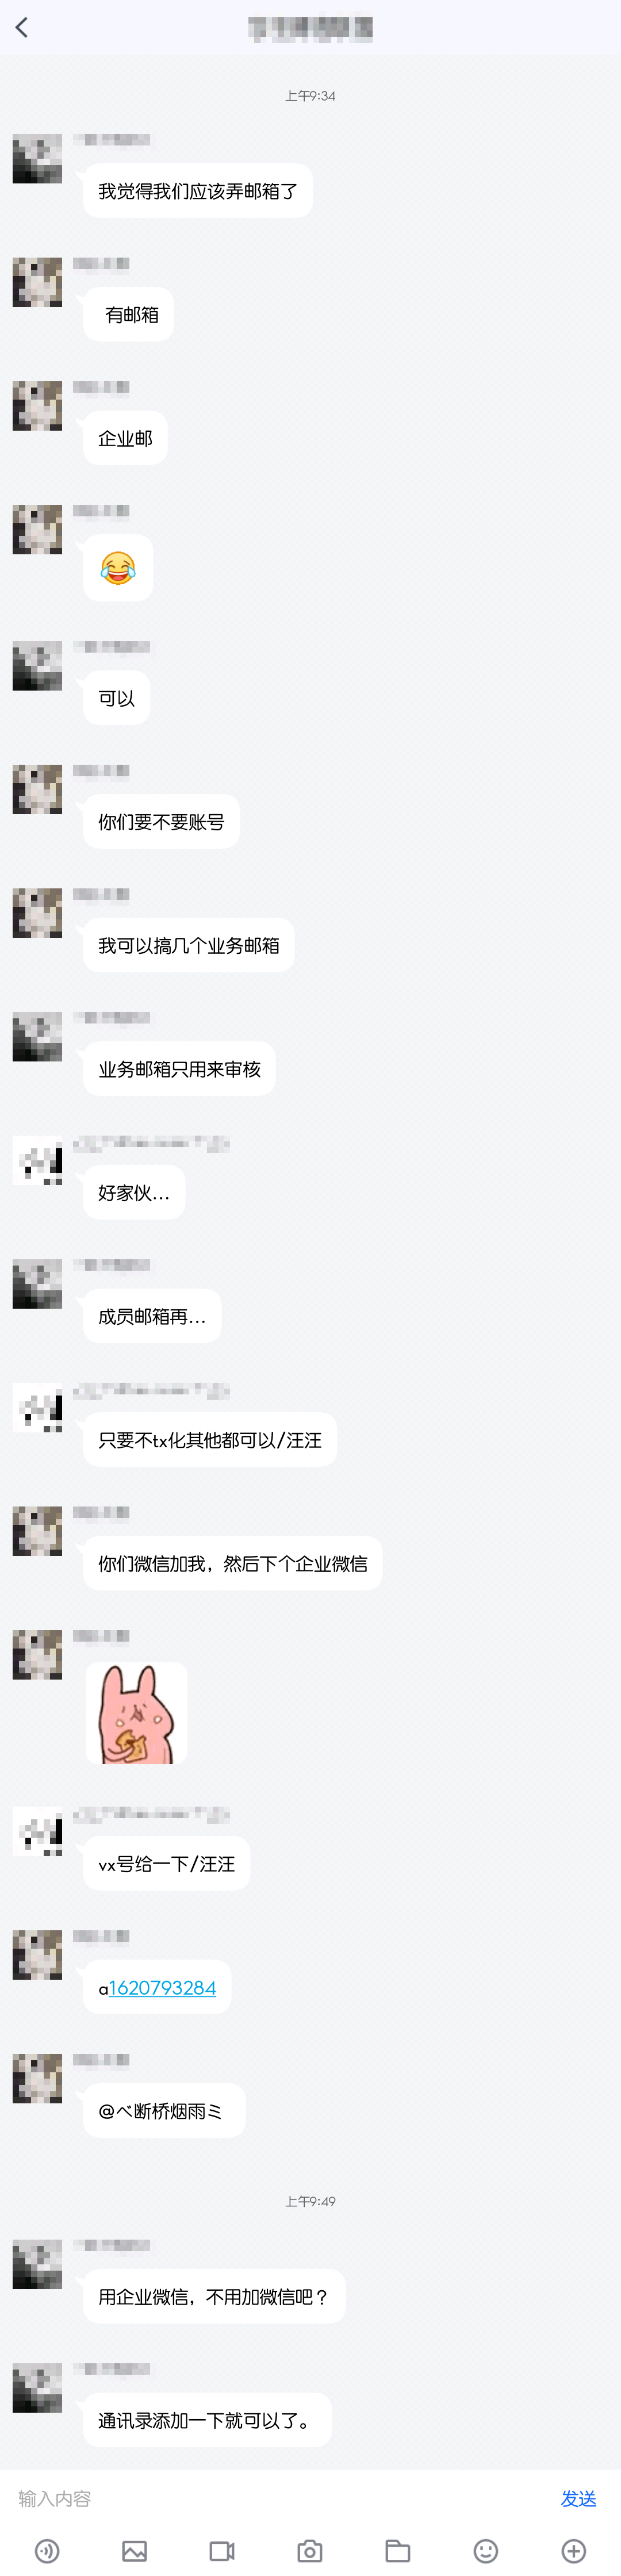 上午9:34
我觉得我们应该弄邮箱了
有邮箱
企业邮
可以
你们要不要账号
我可以搞几个业务邮箱
业务邮箱只用来审核
好家伙...
成员邮箱再...
只要不tx化其他都可以/汪汪
你们微信加我，然后下个企业微信
vx号给一下/汪汪
a1620793284
@べ断桥烟雨ミ
上午9:49
用企业微信，不用加微信吧？
通讯录添加一下就可以了。
输入内容
发送